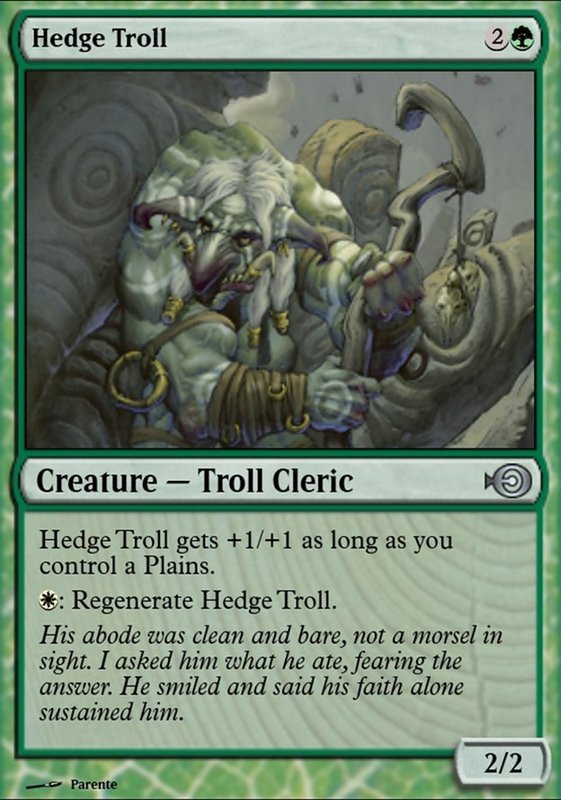 Hedge Troll 2
Creature — Troll Cleric
Hedge Troll gets +1/+1 as long as you
control a Plains.
: Regenerate Hedge Troll.
His abode was clean and bare, not a morsel in
sight. I asked him what he ate, fearing the
answer. He smiled and said his faith alone
sustained him.
2/2
Parente